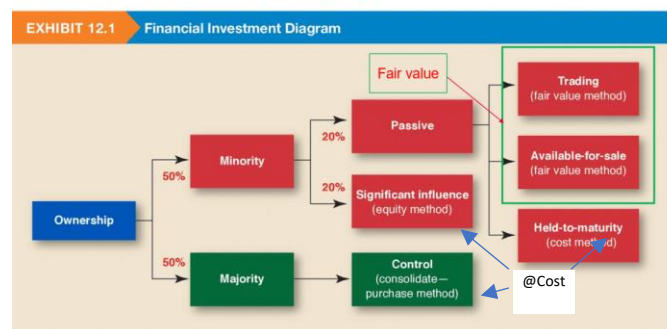 EXHIBIT 12.1 Financial Investment Diagram
Fair value
Trading
(fair value method)
Passive
20%
Minority
Available-for-sale
(fair value method)
50%
20%
Significant influence
(equity method)
Ownership
Held-to-maturity
(cost method)
50%
Majority
Control
(consolidate—
purchase method)
@Cost